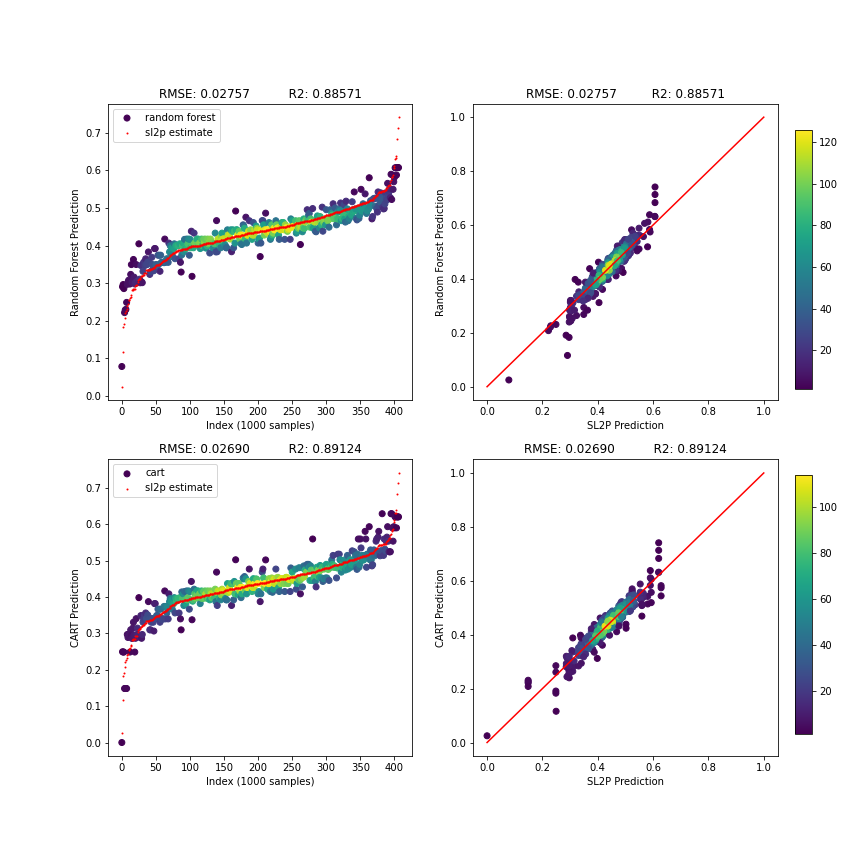 RMSE: 0.02757 R2: 0.88571
random forest
sl2p estimate
Random Forest Prediction
0.7
0.6
0.5
0.4
0.3
0.2
0.1
0.0
0 50 100 150 200 250 300 350 400
Index (1000 samples)
RMSE: 0.02757 R2: 0.88571
Random Forest Prediction
1.0
0.8
0.6
0.4
0.2
0.0
0.0 0.2 0.4 0.6 0.8 1.0
SL2P Prediction
120
100
80
60
40
20
RMSE: 0.02690 R2: 0.89124
cart
sl2p estimate
CART Prediction
0.7
0.6
0.5
0.4
0.3
0.2
0.1
0.0
0 50 100 150 200 250 300 350 400
Index (1000 samples)
RMSE: 0.02690 R2: 0.89124
CART Prediction
1.0
0.8
0.6
0.4
0.2
0.0
0.0 0.2 0.4 0.6 0.8 1.0
SL2P Prediction
100
80
60
40
20